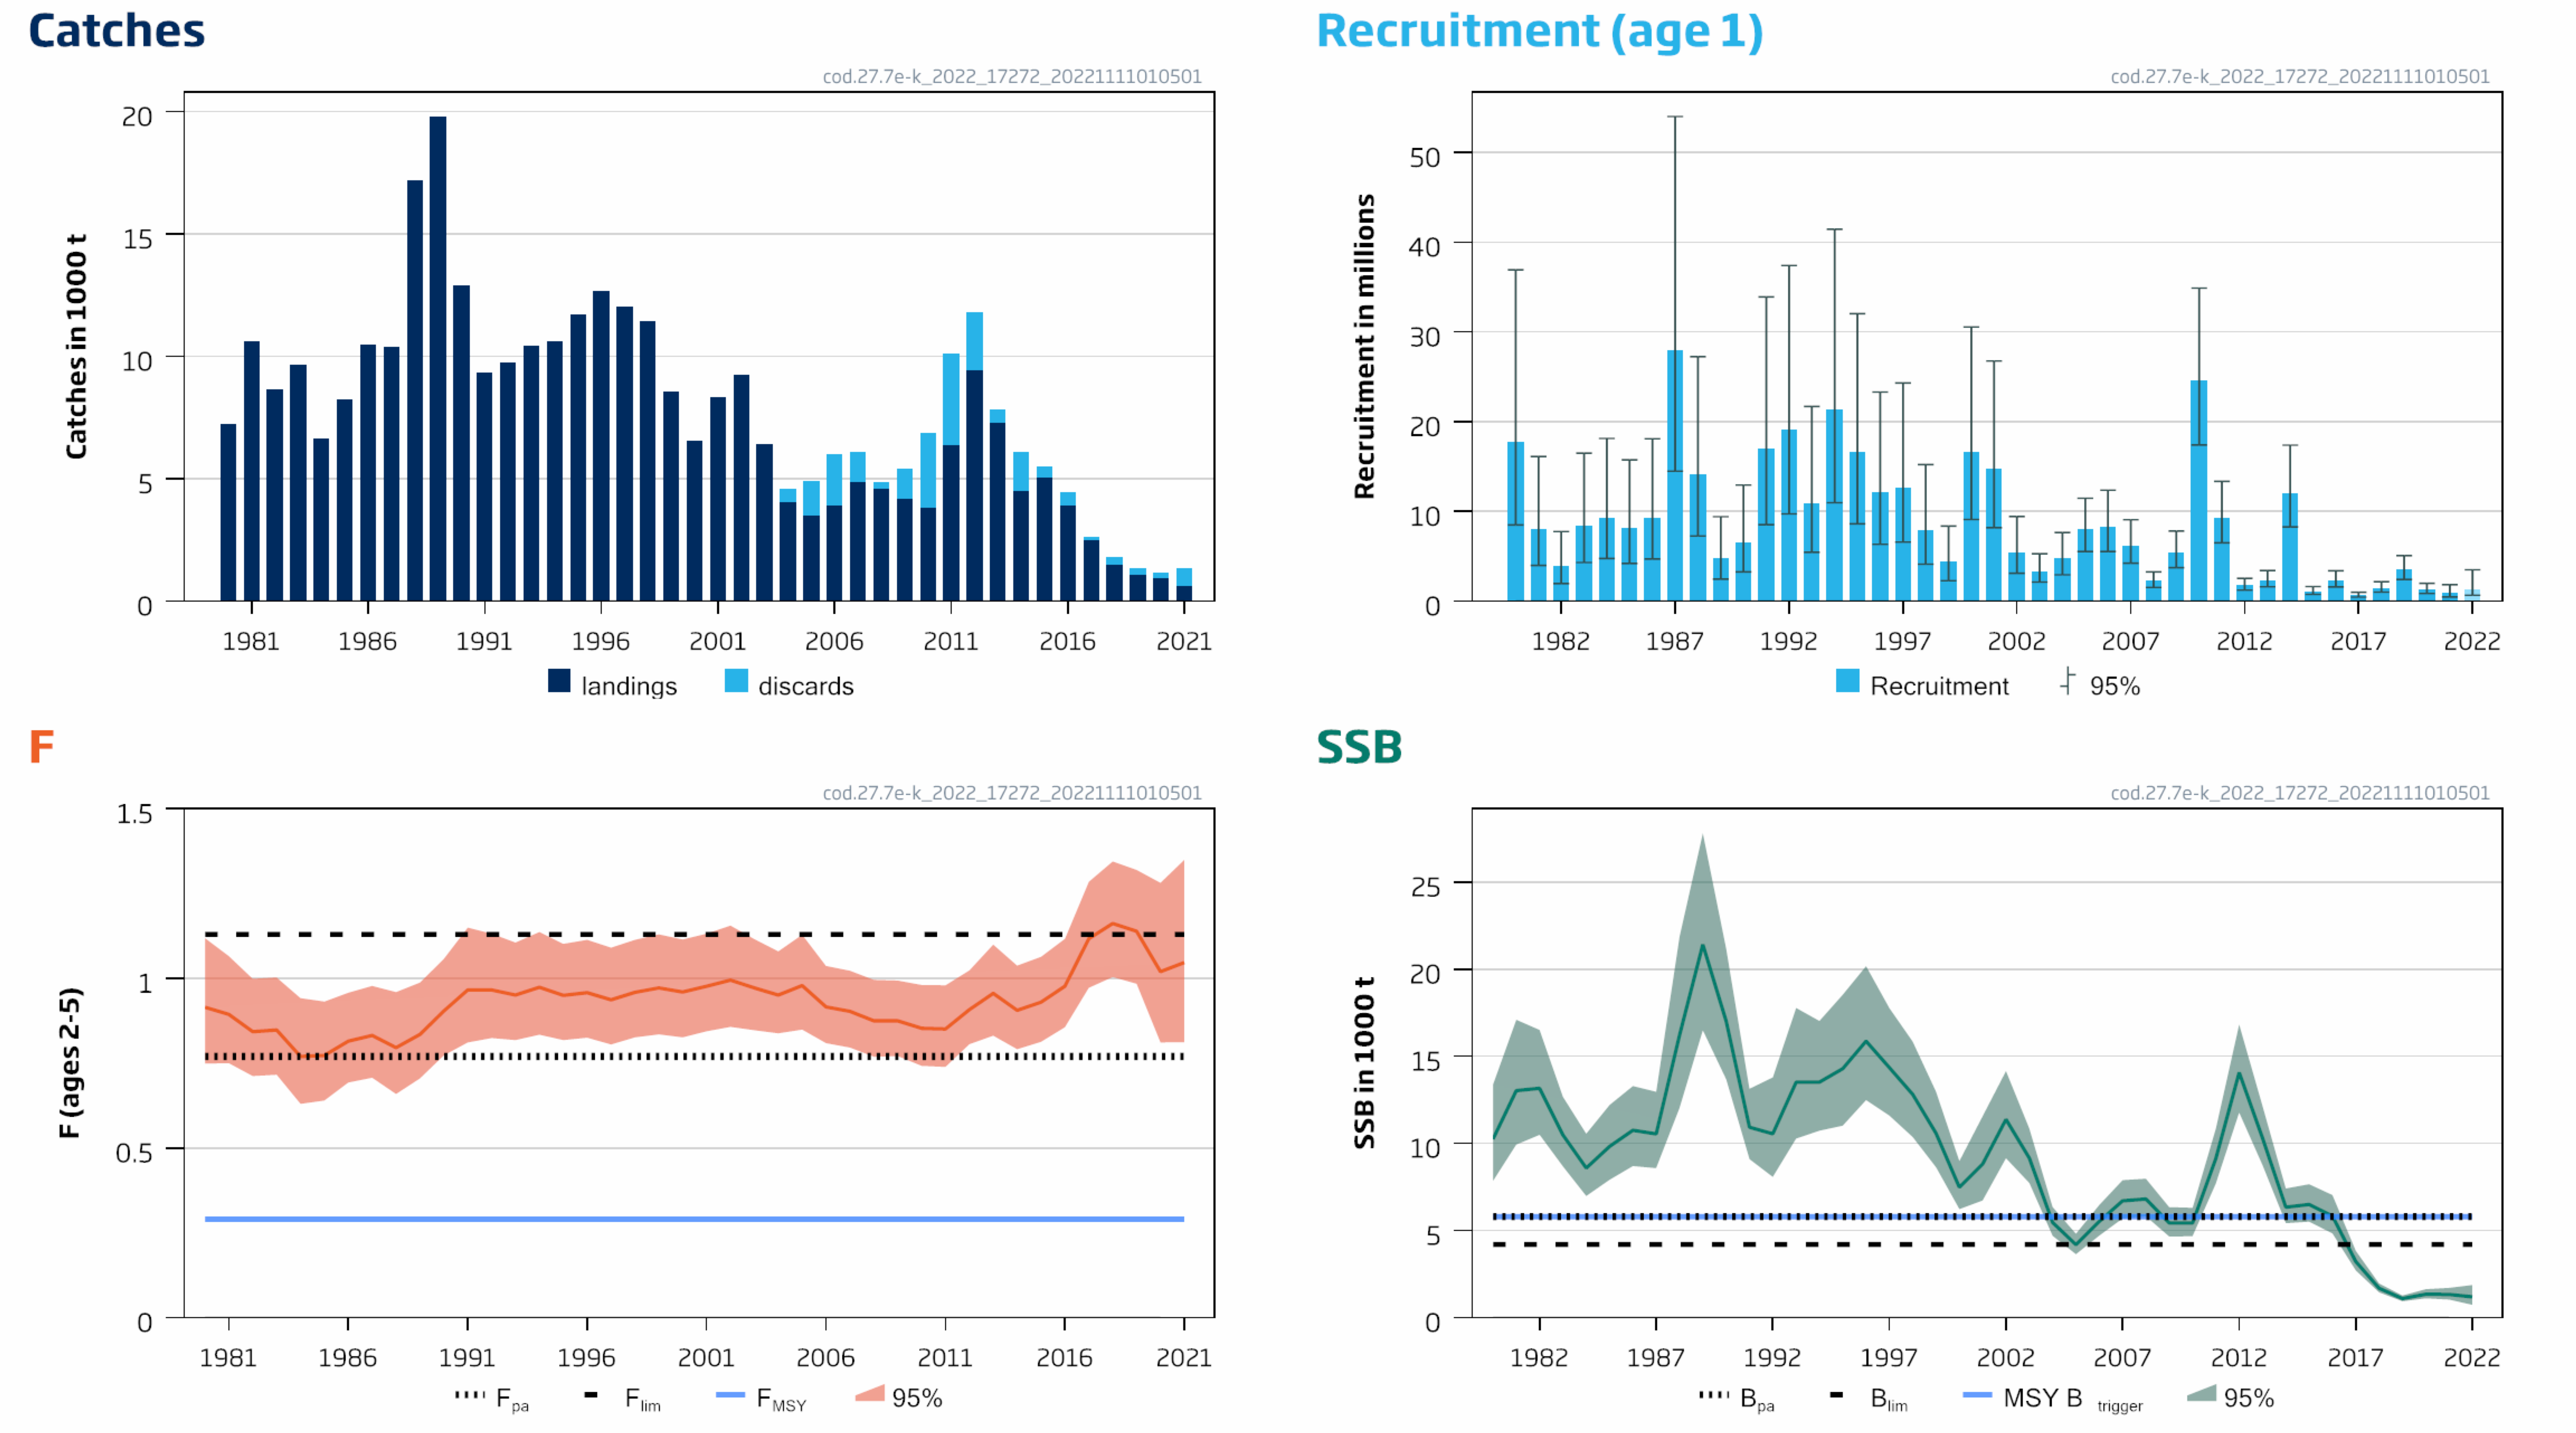 Catches
cod.27.7e-k_2022_17272_20221111010501
Catches in 1000 t
20
15
10
5
0
1981 1986 1991 1996 2001 2006 2011 2016 2021
landings discards
Recruitment (age 1)
cod.27.7e-k_2022_17272_20221111010501
Recruitment in millions
50
40
30
20
10
0
1982 1987 1992 1997 2002 2007 2012 2017 2022
Recruitment 95%
F
cod.27.7e-k_2022_17272_20221111010501
F (ages 2-5)
1.5
1
0.5
0
1981 1986 1991 1996 2001 2006 2011 2016 2021
Fpa Flim FMSY 95%
SSB
cod.27.7e-k_2022_17272_20221111010501
SSB in 1000 t
25
20
15
10
5
0
1982 1987 1992 1997 2002 2007 2012 2017 2022
Bpa Blim MSY B trigger 95%